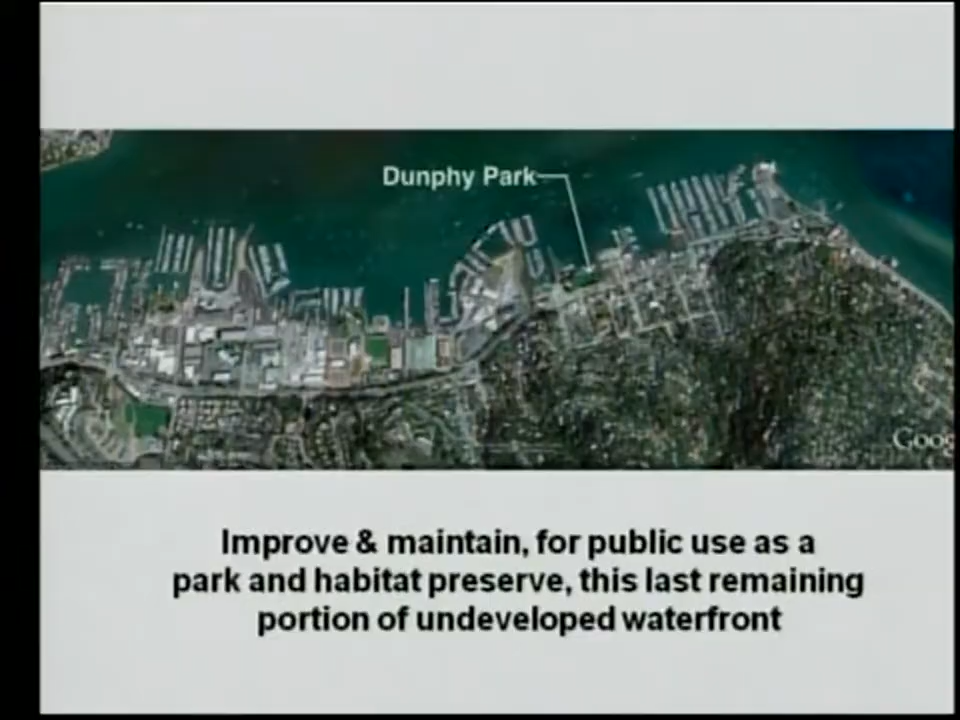 Dunphy Park
Goog
Improve & maintain, for public use as a
park and habitat preserve, this last remaining
portion of undeveloped waterfront